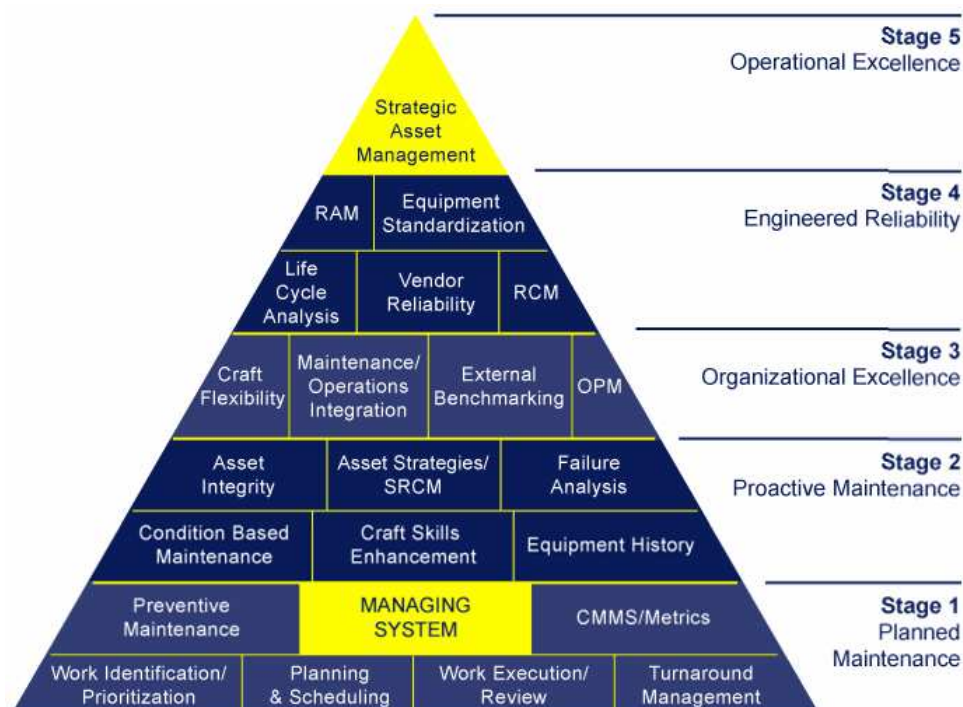 Stage 5
Operational Excellence
Strategic
Asset
Management
Stage 4
Engineered Reliability
RAM
Equipment
Standardization
Life
Cycle
Analysis
Vendor
Reliability
RCM
Stage 3
Organizational Excellence
Craft
Flexibility
Maintenance/
Operations
Integration
External
Benchmarking
OPM
Stage 2
Proactive Maintenance
Asset
Integrity
Asset Strategies/
SRCM
Failure
Analysis
Condition Based
Maintenance
Craft Skills
Enhancement
Equipment History
Stage 1
Planned
Maintenance
Preventive
Maintenance
MANAGING
SYSTEM
CMMS/Metrics
Work Identification/
Prioritization
Planning
& Scheduling
Work Execution/
Review
Turnaround
Management